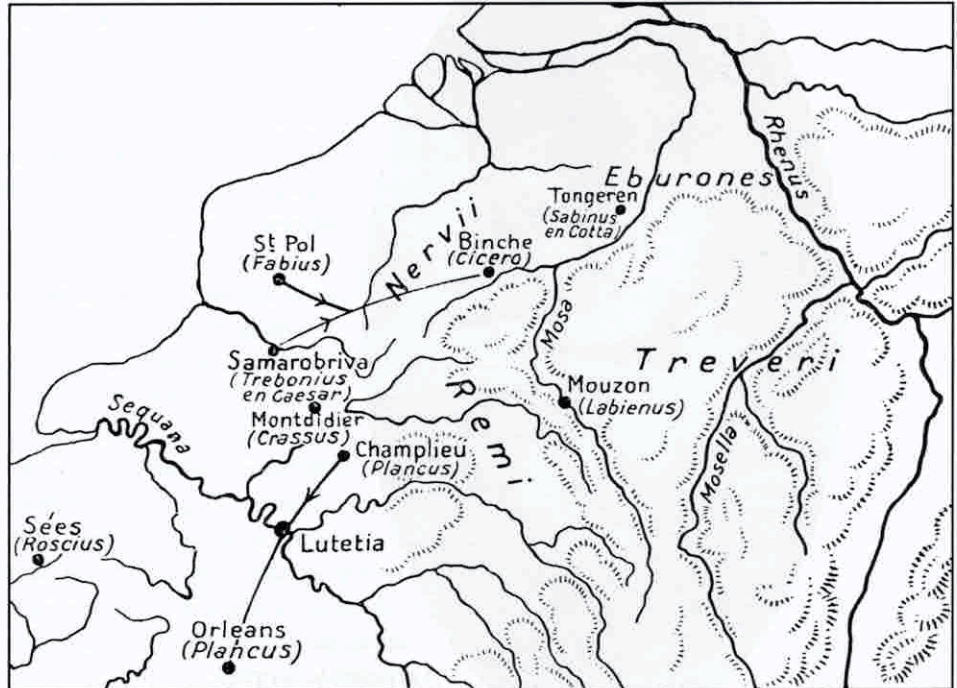 Rhenus
Eburones
Tongeren
(Sabinus
en Cotta)
St Pol
(Fabius)
Nervii
Binche
(Cicero)
Mosa
Samarobriva
(Trebonius
en Caesar)
Treveri
Remi
Mouzon
(Labienus)
Sequana
Montdidier
(Crassus)
Champlieu
(Plancus)
Mosella
Sées
(Roscius)
Lutetia
Orléans
(Plancus)